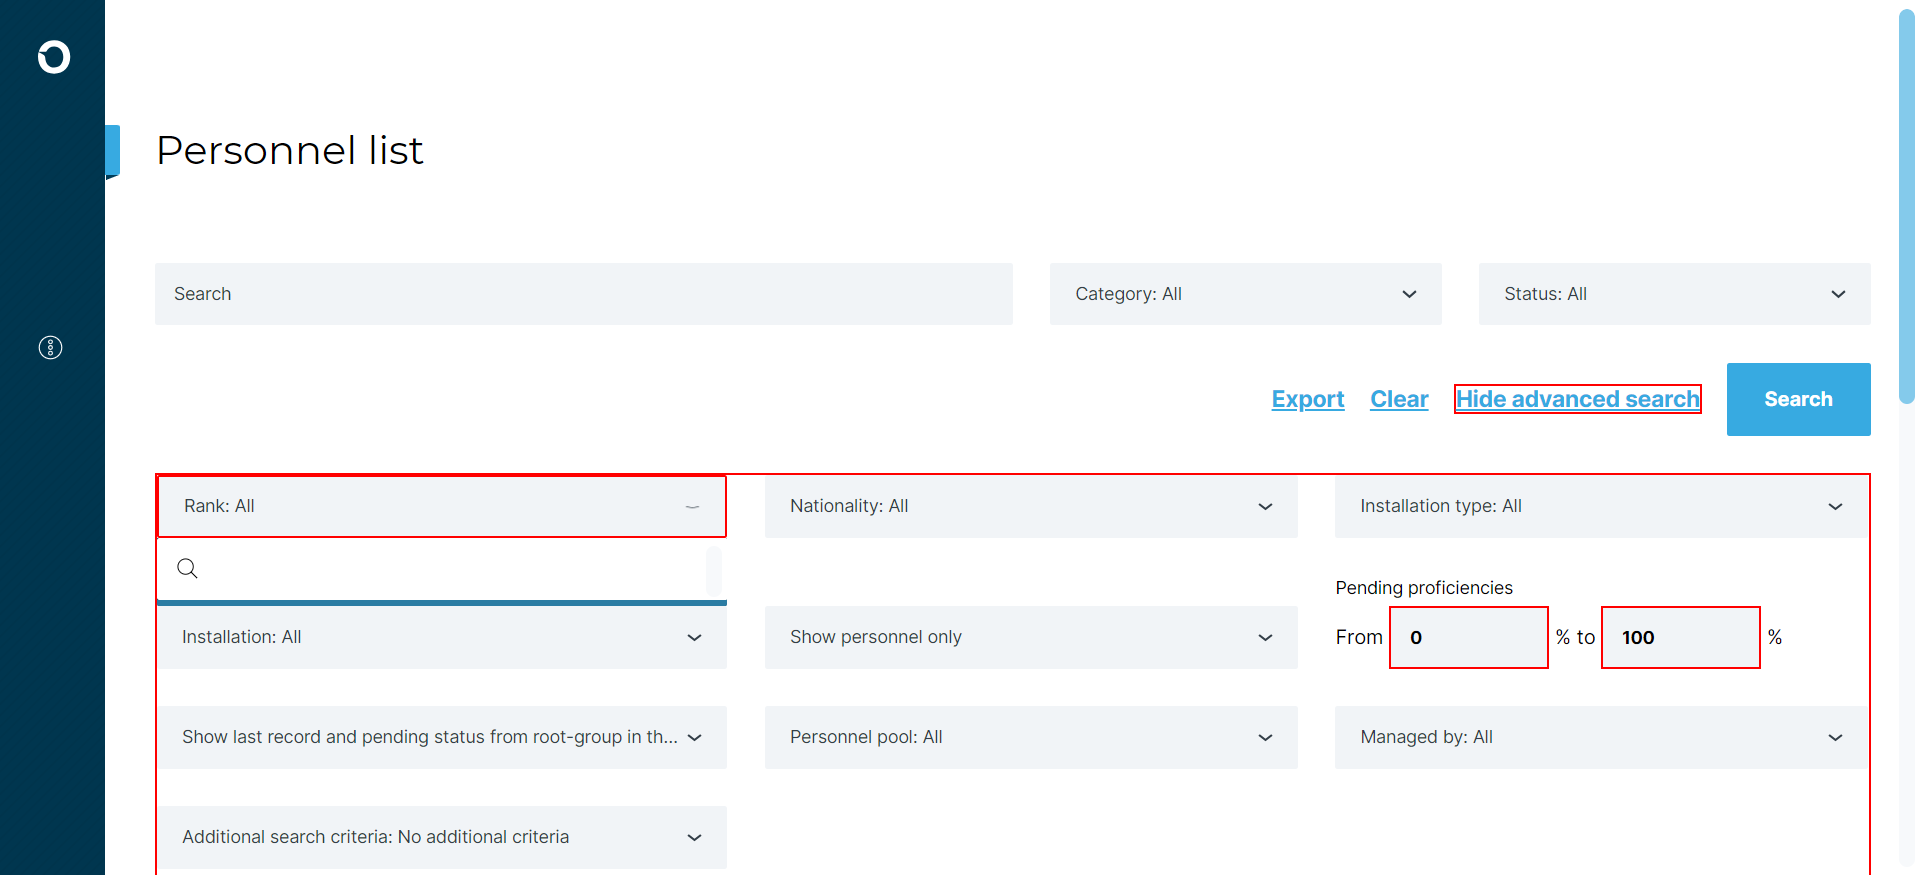 Personnel list
Search
Category: All
Status: All
Export
Clear
Hide advanced search
Search
Rank: All
Nationality: All
Installation type: All
Pending proficiencies
Installation: All
Show personnel only
From 0 % to 100 %
Show last record and pending status from root-group in th...
Personnel pool: All
Managed by: All
Additional search criteria: No additional criteria